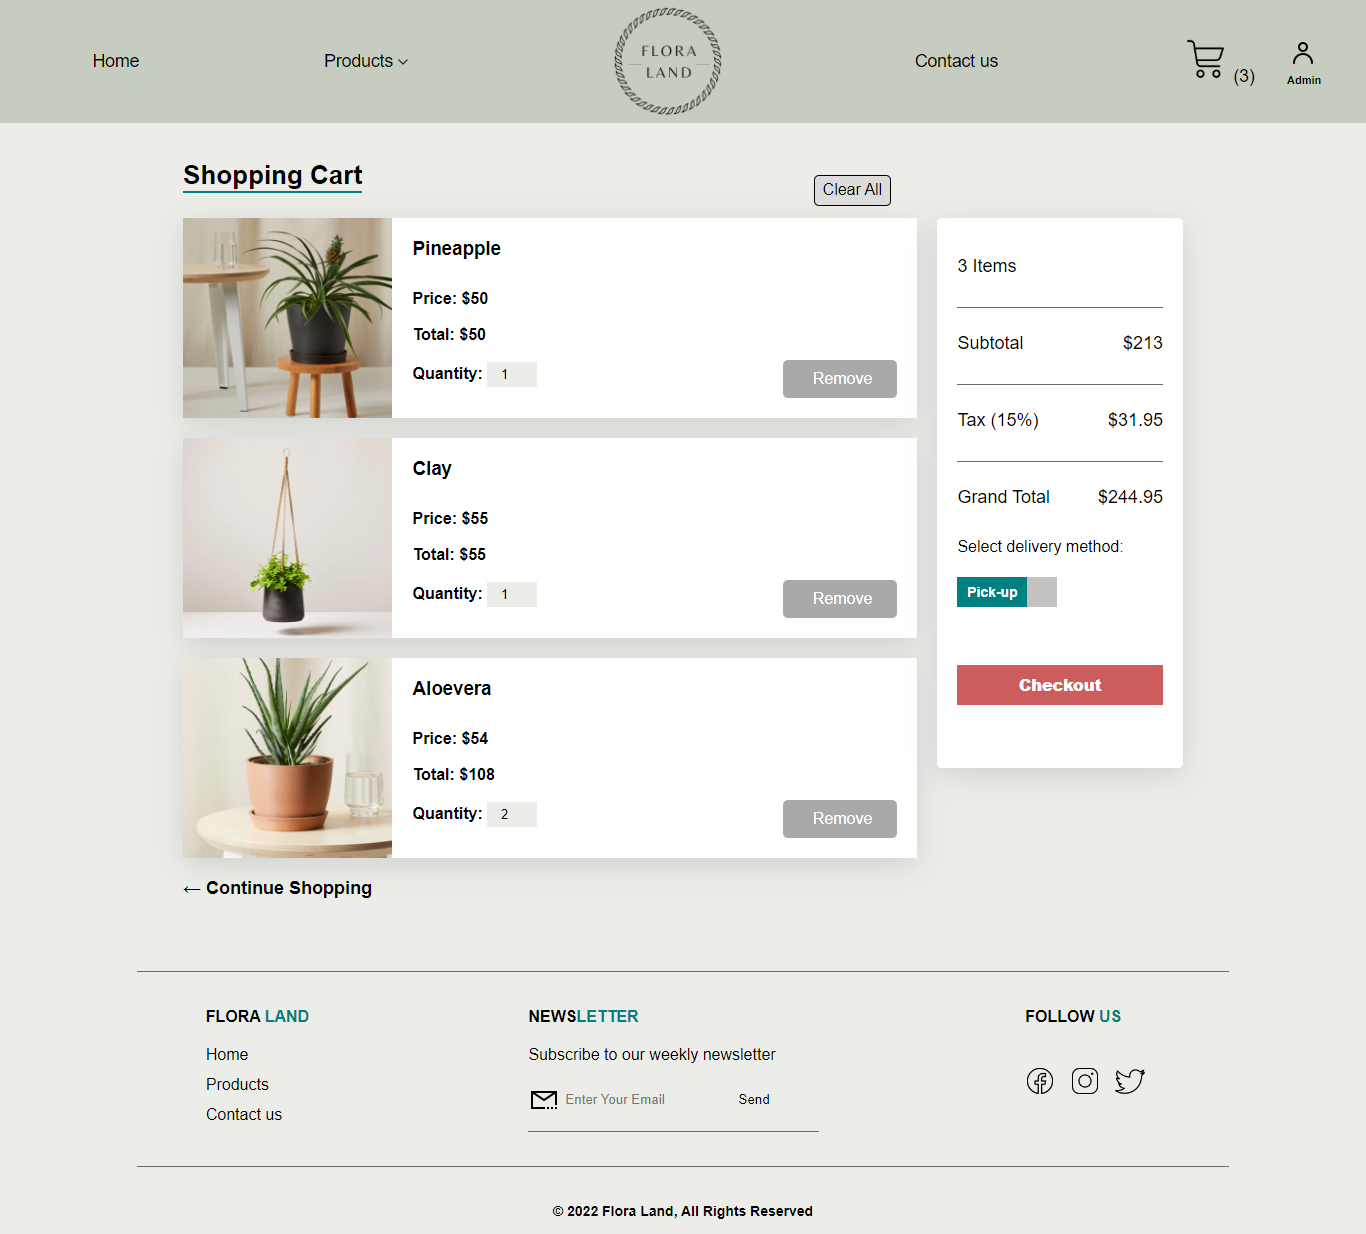 Home
Products
FLORA
LAND
Contact us
(3)
Admin
Shopping Cart
Clear All
Pineapple
Price: $50
Total: $50
Quantity: 1
Remove
Clay
Price: $55
Total: $55
Quantity: 1
Remove
Aloevera
Price: $54
Total: $108
Quantity: 2
Remove
← Continue Shopping
3 Items
Subtotal $213
Tax (15%) $31.95
Grand Total $244.95
Select delivery method:
Pick-up
Checkout
FLORA LAND
Home
Products
Contact us
NEWSLETTER
Subscribe to our weekly newsletter
Enter Your Email Send
FOLLOW US
© 2022 Flora Land, All Rights Reserved